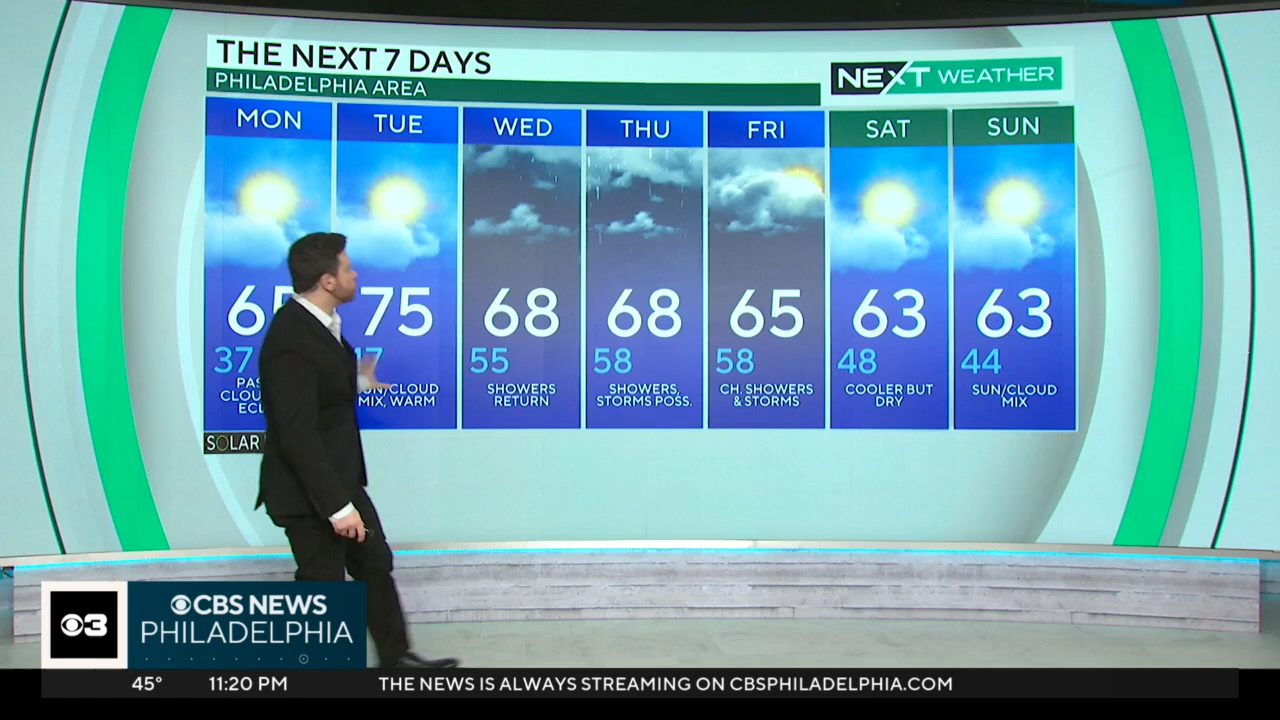 THE NEXT 7 DAYS
PHILADELPHIA AREA
NEXT WEATHER
MON
TUE
WED
THU
FRI
SAT
SUN
75
68
68
65
63
63
37
55
58
58
48
44
CLOUD
MIX, WARM
SHOWERS
RETURN
SHOWERS,
STORMS POSS.
CH. SHOWERS
& STORMS
COOLER BUT
DRY
SUN/CLOUD
MIX
SOLAR
3
CBS NEWS
PHILADELPHIA
45° 11:20 PM THE NEWS IS ALWAYS STREAMING ON CBSPHILADELPHIA.COM